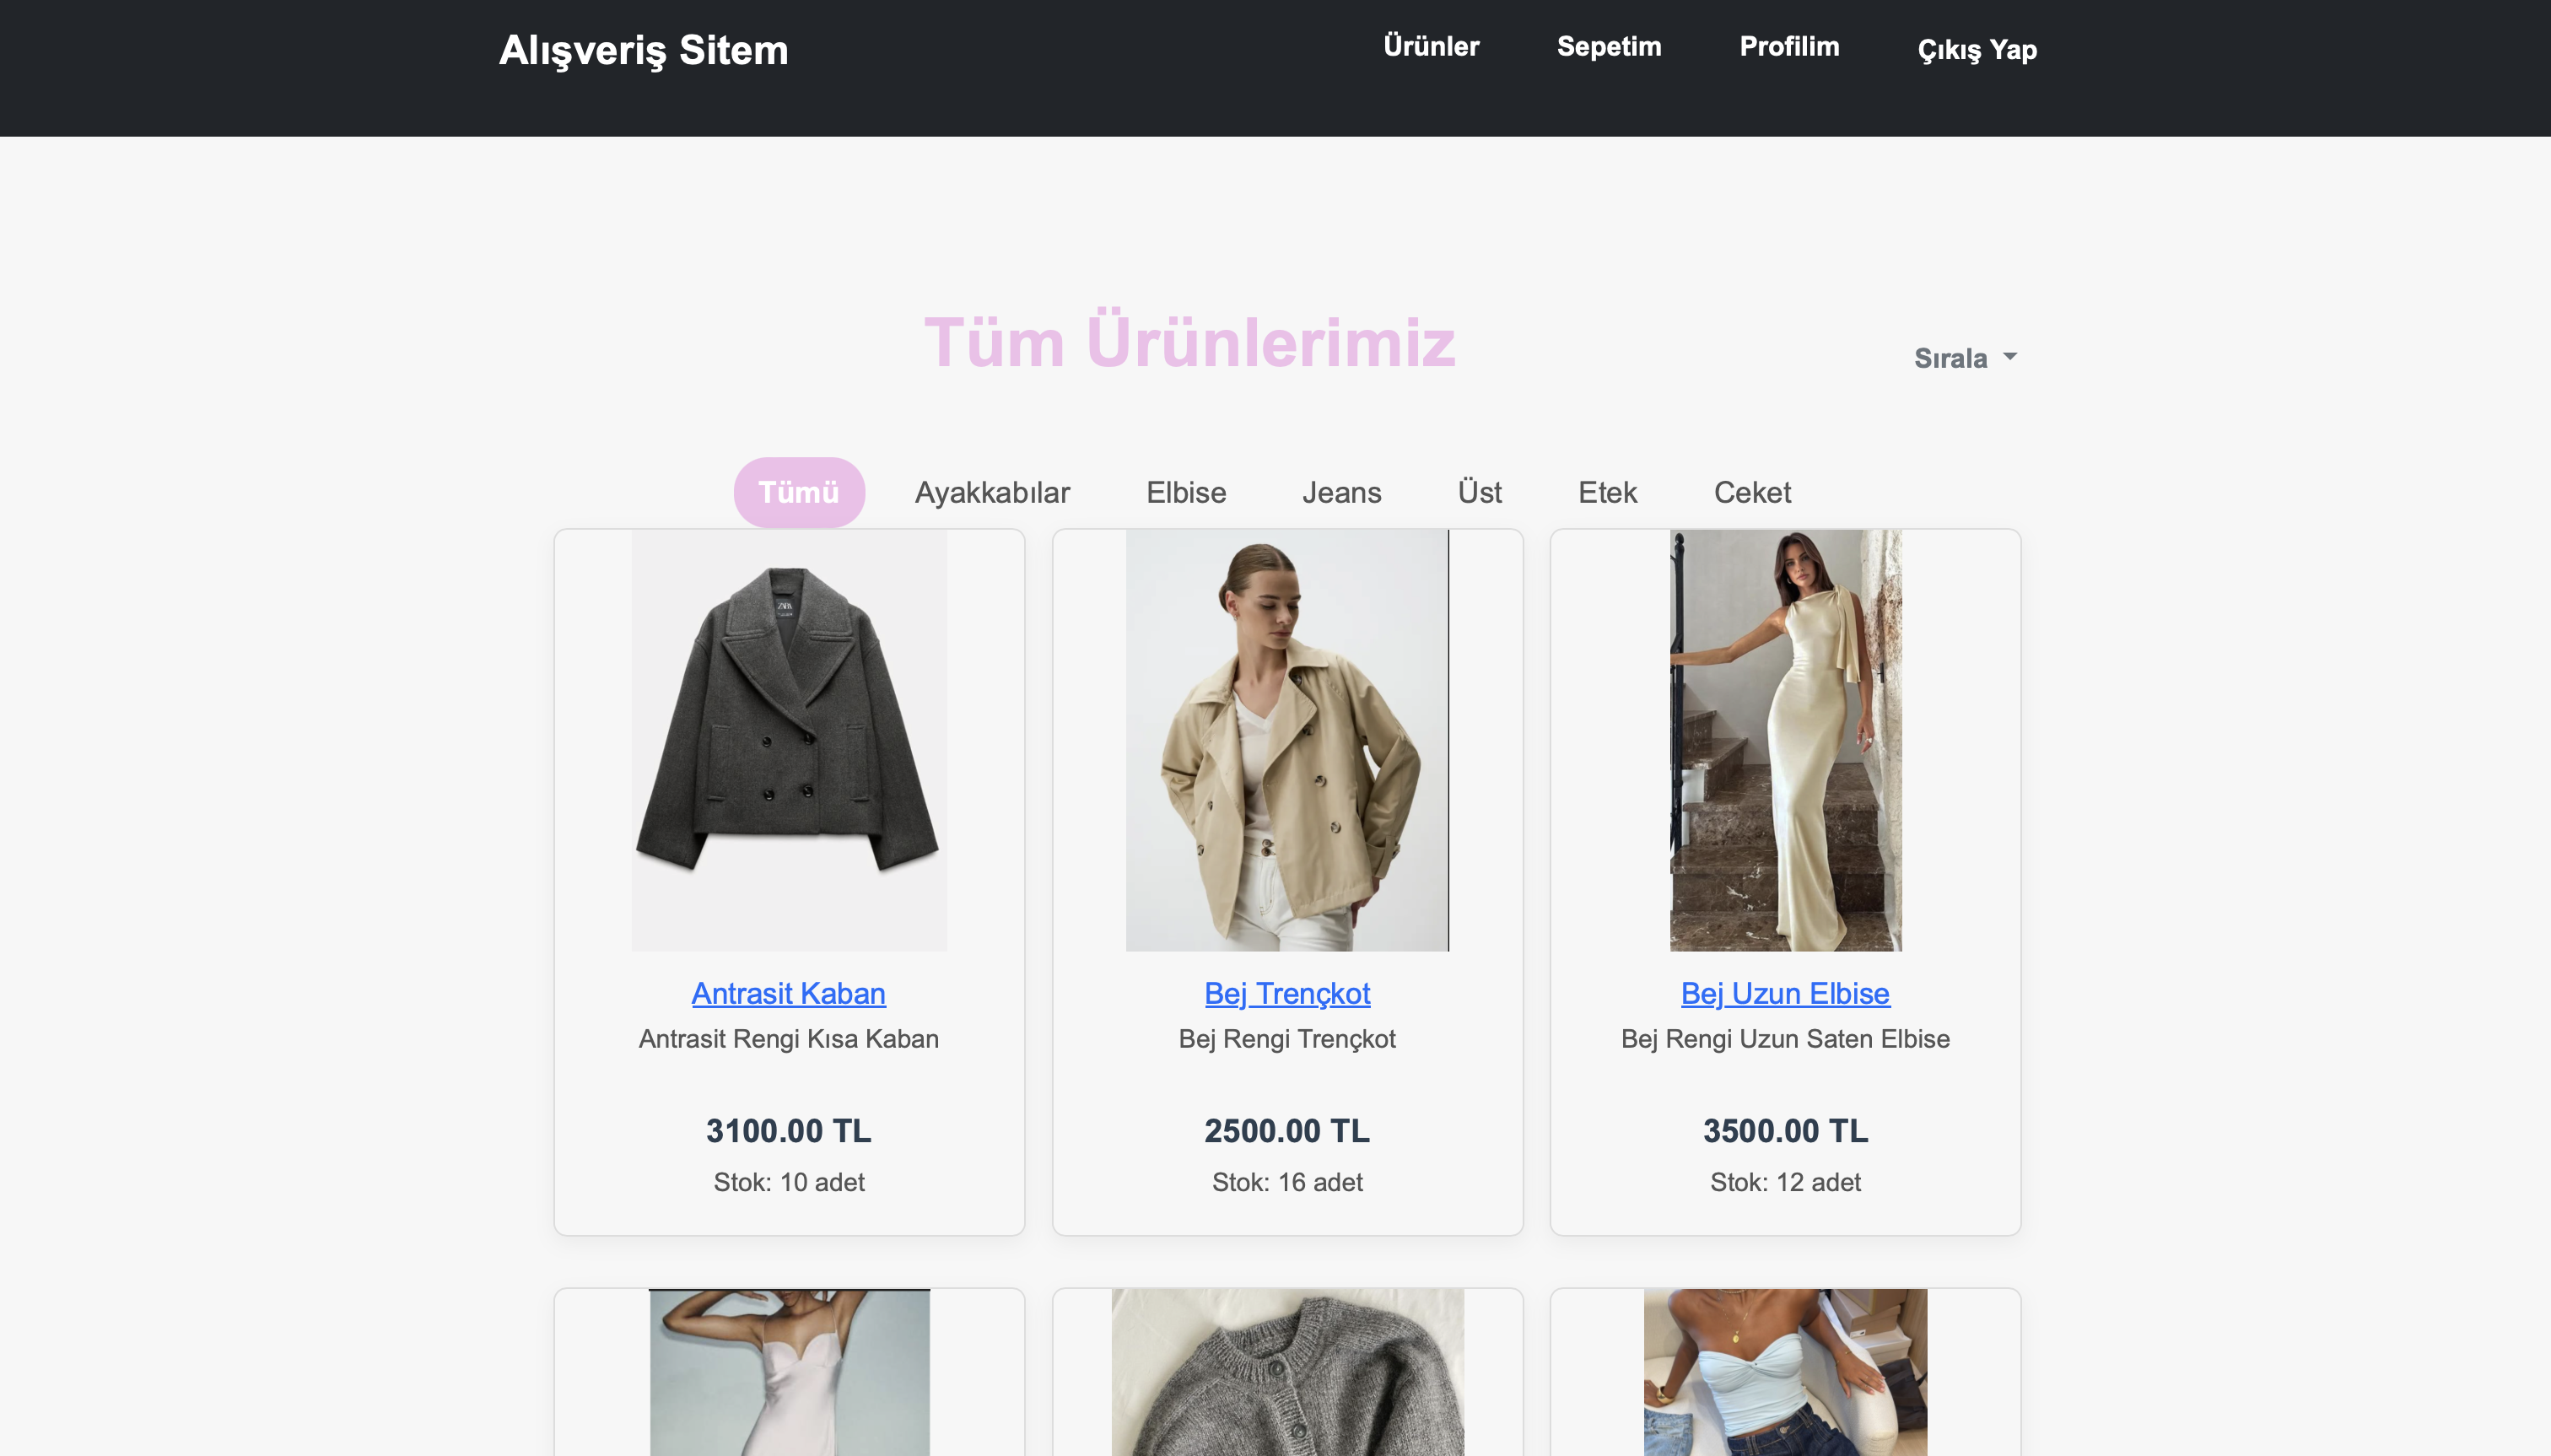 Alışveriş Sitem
Ürünler Sepetim Profilim Çıkış Yap
Tüm Ürünlerimiz
Sırala
Tümü Ayakkabılar Elbise Jeans Üst Etek Ceket
ZARA
Antrasit Kaban
Antrasit Rengi Kısa Kaban
3100.00 TL
Stok: 10 adet
Bej Trençkot
Bej Rengi Trençkot
2500.00 TL
Stok: 16 adet
Bej Uzun Elbise
Bej Rengi Uzun Saten Elbise
3500.00 TL
Stok: 12 adet